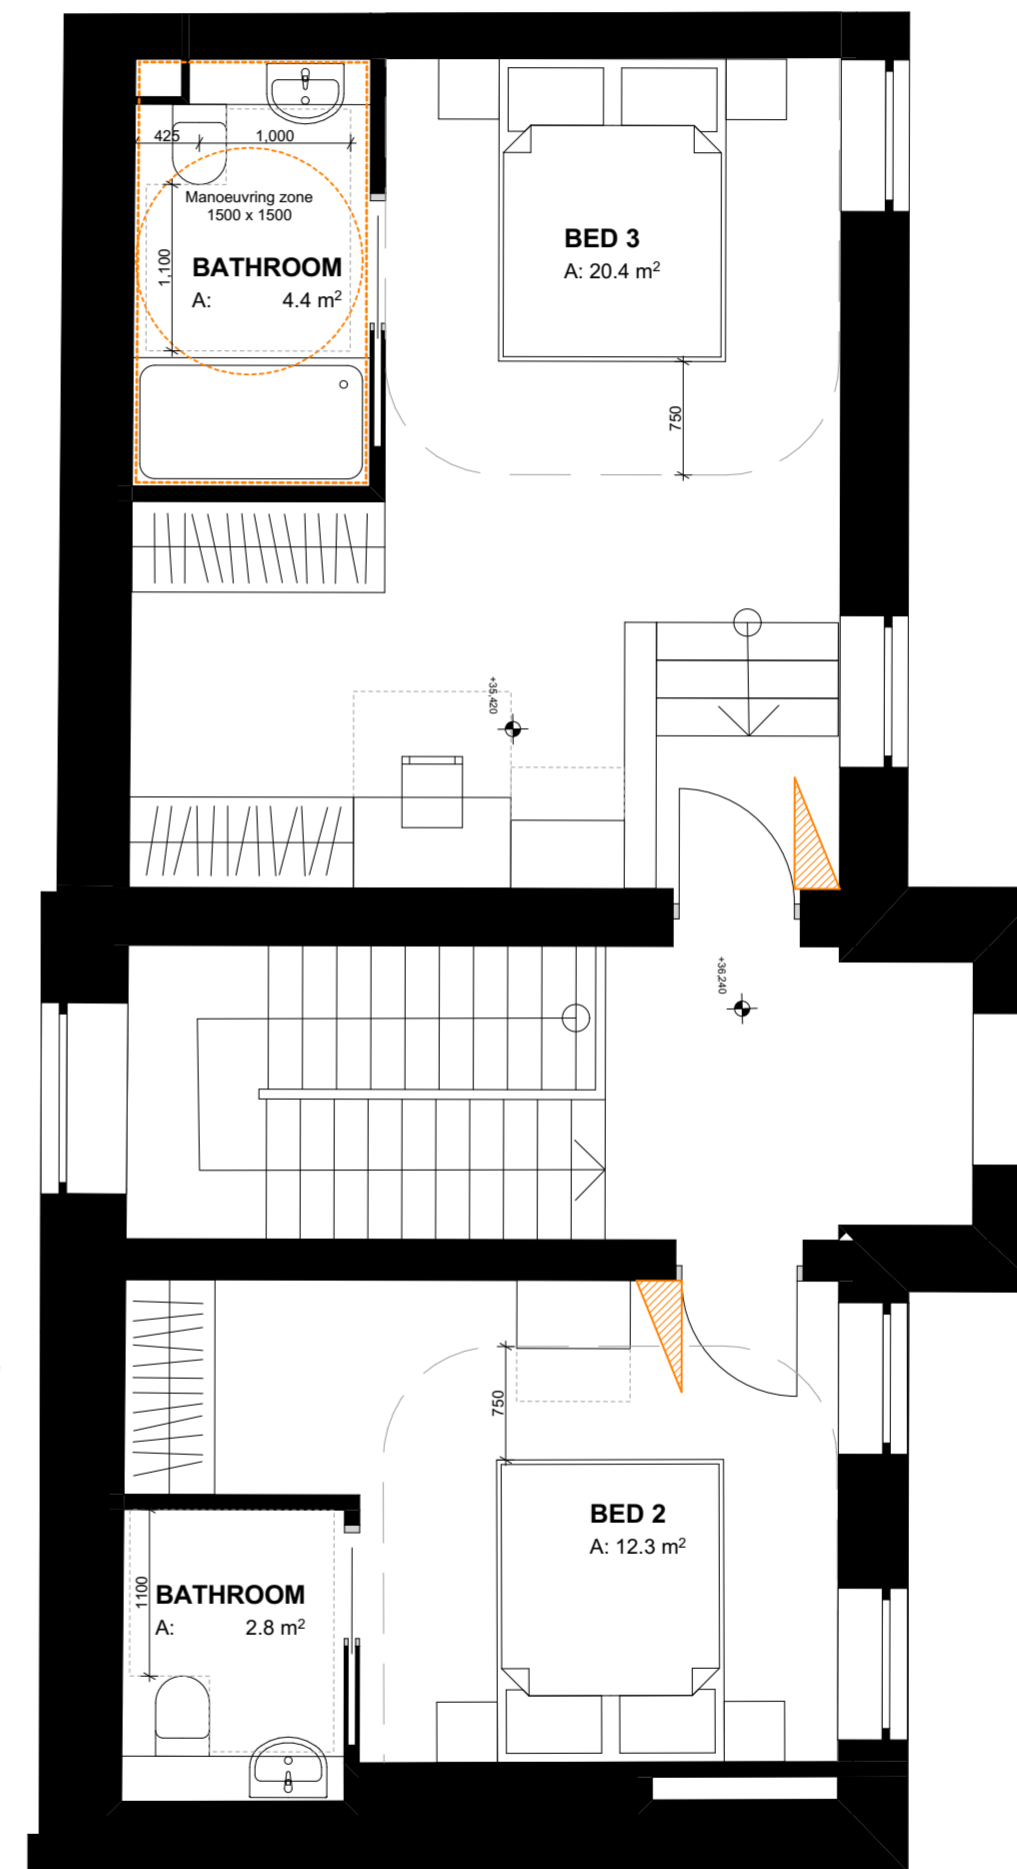 425
1,000
Manoeuvring zone
1500 x 1500
1,100
BATHROOM
A: 4.4 m²
BED 3
A: 20.4 m²
750
+35,420
+36,240
750
BED 2
A: 12.3 m²
1100
BATHROOM
A: 2.8 m²